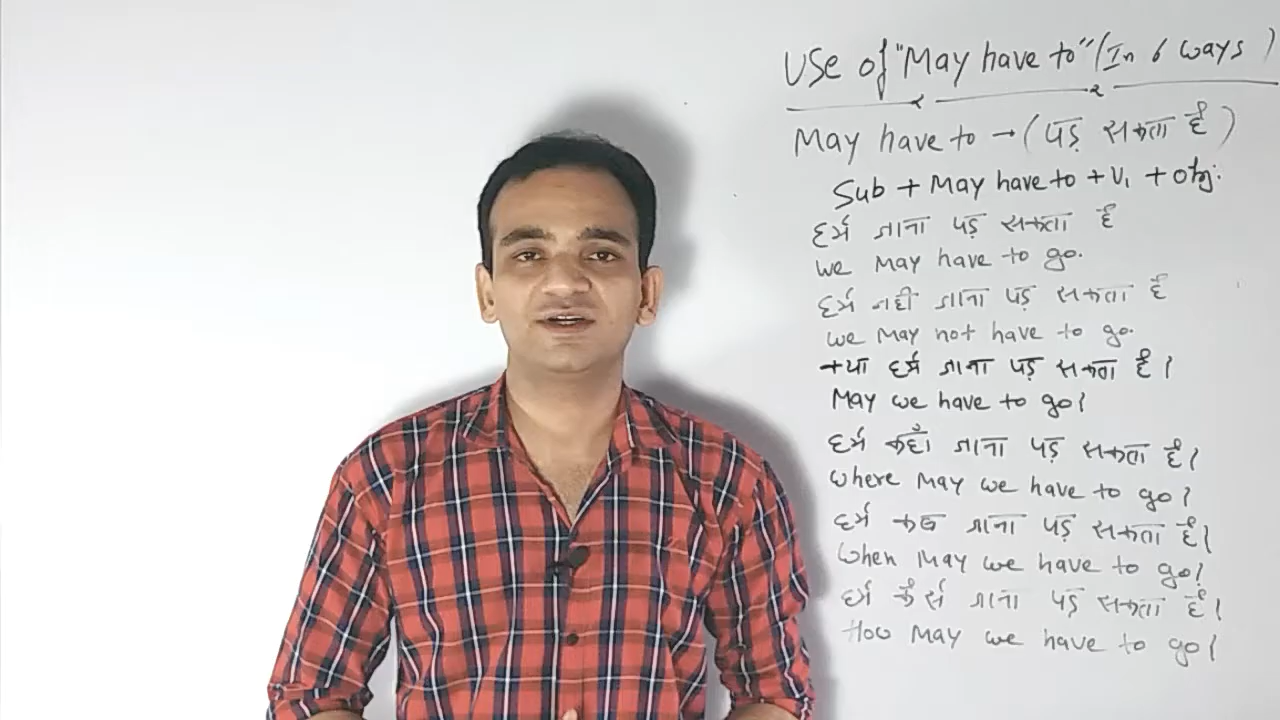 Use of "May have to" (In 6 ways)
May have to → (पड़ सकता है)
Sub + May have to + V₁ + obj:
हमें जाना पड़ सकता है
we May have to go.
हमें नहीं जाना पड़ सकता है
we May not have to go.
क्या हमें जाना पड़ सकता है?
May we have to go?
हमें कहाँ जाना पड़ सकता है?
Where May we have to go?
हमें कब जाना पड़ सकता है?
When May we have to go?
हमें कैसे जाना पड़ सकता है?
How May we have to go?